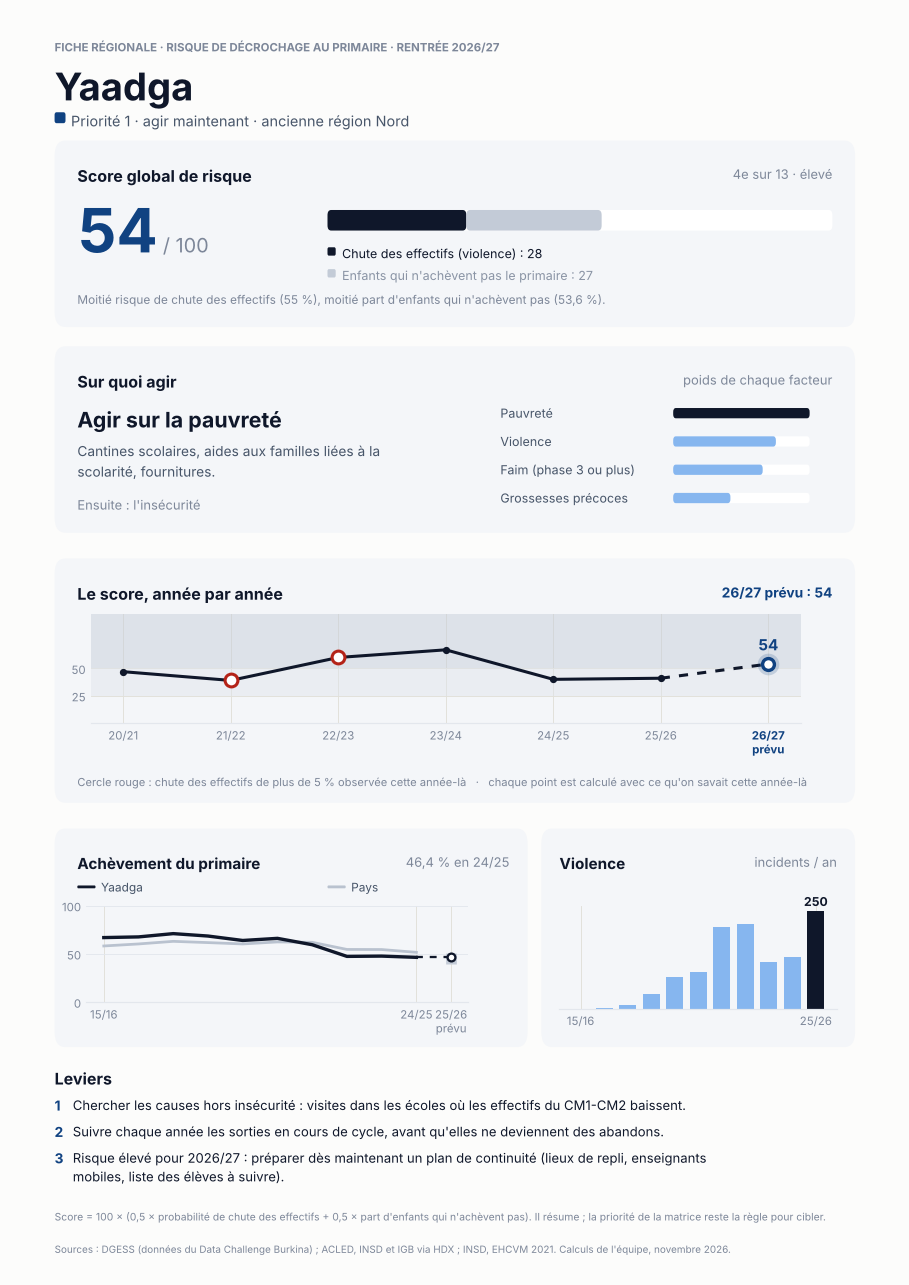 FICHE RÉGIONALE · RISQUE DE DÉCROCHAGE AU PRIMAIRE · RENTRÉE 2026/27
Yaadga
Priorité 1 · agir maintenant · ancienne région Nord
Score global de risque
4e sur 13 · élevé
54 / 100
Chute des effectifs (violence) : 28
Enfants qui n'achèvent pas le primaire : 27
Moitié risque de chute des effectifs (55 %), moitié part d'enfants qui n'achèvent pas (53,6 %).
Sur quoi agir
poids de chaque facteur
Agir sur la pauvreté
Cantines scolaires, aides aux familles liées à la
scolarité, fournitures.
Ensuite : l'insécurité
Pauvreté
Violence
Faim (phase 3 ou plus)
Grossesses précoces
Le score, année par année
26/27 prévu : 54
54
50
25
20/21
21/22
22/23
23/24
24/25
25/26
26/27
prévu
Cercle rouge : chute des effectifs de plus de 5 % observée cette année-là · chaque point est calculé avec ce qu'on savait cette année-là
Achèvement du primaire
46,4 % en 24/25
Yaadga
Pays
100
50
0
15/16
24/25
25/26
prévu
Violence
incidents / an
250
15/16
25/26
Leviers
1 Chercher les causes hors insécurité : visites dans les écoles où les effectifs du CM1-CM2 baissent.
2 Suivre chaque année les sorties en cours de cycle, avant qu'elles ne deviennent des abandons.
3 Risque élevé pour 2026/27 : préparer dès maintenant un plan de continuité (lieux de repli, enseignants
mobiles, liste des élèves à suivre).
Score = 100 × (0,5 × probabilité de chute des effectifs + 0,5 × part d'enfants qui n'achèvent pas). Il résume ; la priorité de la matrice reste la règle pour cibler.
Sources : DGESS (données du Data Challenge Burkina) ; ACLED, INSD et IGB via HDX ; INSD, EHCVM 2021. Calculs de l'équipe, novembre 2026.